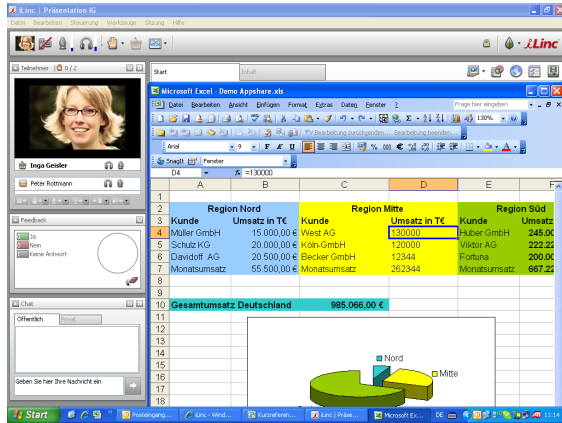 iLinc | Präsentation IG
Datei Bearbeiten Steuerung Werkzeuge Sitzung Hilfe
iLinc
Teilnehmer 0 / 2
Inga Geisler
Peter Rottmann
Feedback
Ja
Nein
Keine Antwort
Chat
Öffentlich Privat
Geben Sie hier Ihre Nachricht ein
Start Inhalt
Microsoft Excel - Demo Appshare.xls
Datei Bearbeiten Ansicht Einfügen Format Extras Daten Fenster ? Frage hier eingeben
130%
Bearbeitung zurücksenden... Bearbeitung beenden...
Arial 9 F K U
SnagIt Fenster
D4 fx =130000
A B C D E F
1
2 Region Nord Region Mitte Region Süd
3 Kunde Umsatz in T€ Kunde Umsatz in T€ Kunde Umsatz
4 Müller GmbH 15.000,00 € West AG 130000 Huber GmbH 245.00
5 Schulz KG 20.000,00 € Köln-GmbH 120000 Viktor AG 222.22
6 Davidoff AG 20.500,00 € Becker GmbH 12344 Fortuna 200.00
7 Monatsumsatz 55.500,00 € Monatsumsatz 262344 Monatsumsatz 667.22
8
9
10 Gesamtumsatz Deutschland 985.066,00 €
11
12
13
14
15
16
17
18
Nord
Mitte
Start Posteingang... iLinc - Wind... Kurzreferen... iLinc | Präse... Microsoft Ex... DE 11:14